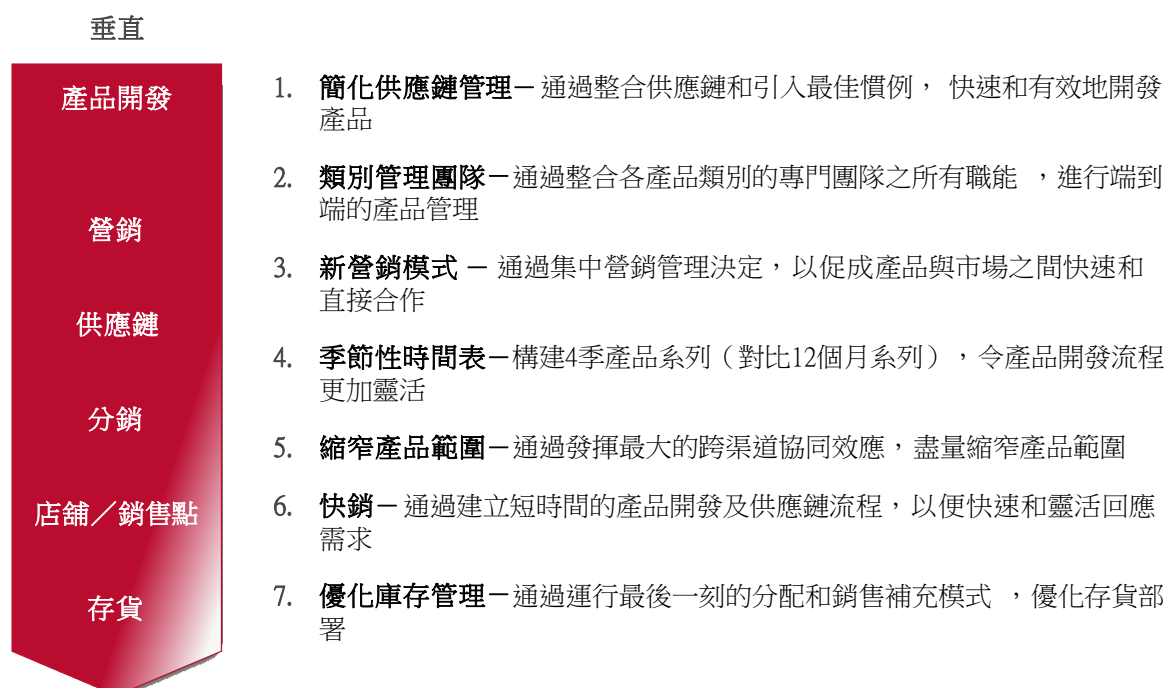 垂直
產品開發
營銷
供應鏈
分銷
店舖／銷售點
存貨
1. 簡化供應鏈管理－通過整合供應鏈和引入最佳慣例， 快速和有效地開發
產品
2. 類別管理團隊－通過整合各產品類別的專門團隊之所有職能 ，進行端到
端的產品管理
3. 新營銷模式 － 通過集中營銷管理決定，以促成產品與市場之間快速和
直接合作
4. 季節性時間表－構建4季產品系列（對比12個月系列），令產品開發流程
更加靈活
5. 縮窄產品範圍－通過發揮最大的跨渠道協同效應，盡量縮窄產品範圍
6. 快銷－ 通過建立短時間的產品開發及供應鏈流程，以便快速和靈活回應
需求
7. 優化庫存管理－通過運行最後一刻的分配和銷售補充模式 ，優化存貨部
署